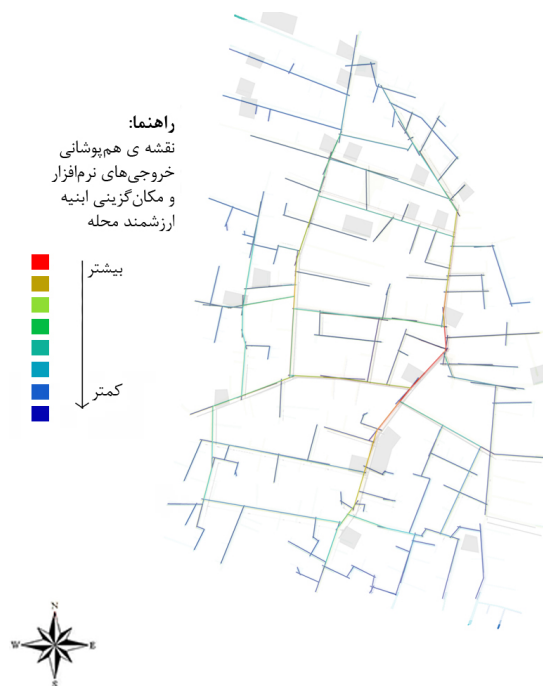 راهنما:
نقشه ی هم‌پوشانی
خروجی‌های نرم‌افزار
و مکان‌گزینی ابنیه
ارزشمند محله
بیشتر
کمتر
N
W E
S